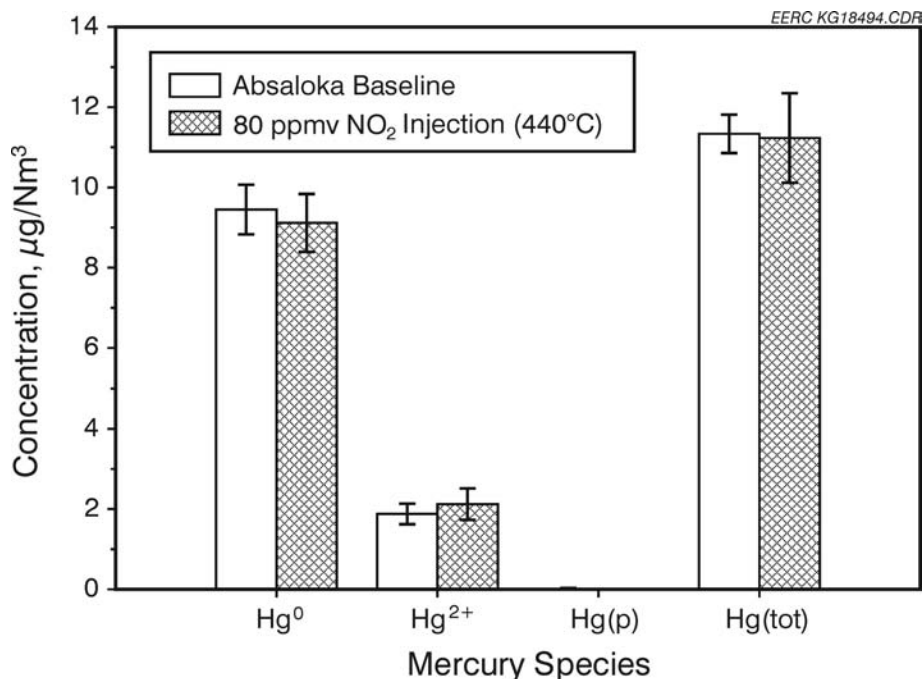 EERC KG18494.CDR
14
12
10
8
6
4
2
0
Concentration, µg/Nm³
Absaloka Baseline
80 ppmv NO₂ Injection (440°C)
Hg⁰ Hg²⁺ Hg(p) Hg(tot)
Mercury Species